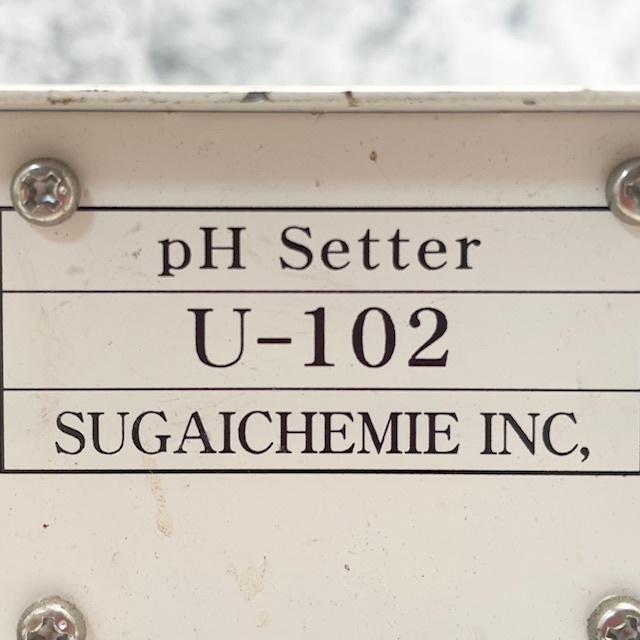 pH Setter
U-102
SUGAICHEMIE INC,